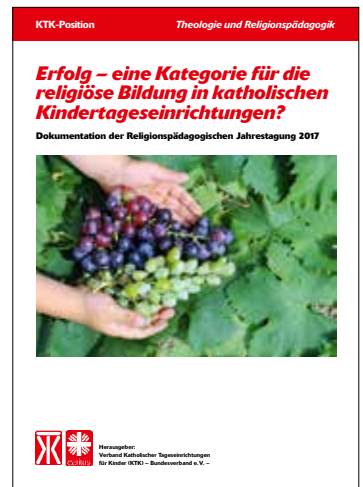 KTK-Position Theologie und Religionspädagogik
Erfolg – eine Kategorie für die
religiöse Bildung in katholischen
Kindertageseinrichtungen?
Dokumentation der Religionspädagogischen Jahrestagung 2017
caritas
Herausgeber:
Verband Katholischer Tageseinrichtungen
für Kinder (KTK) – Bundesverband e. V. –